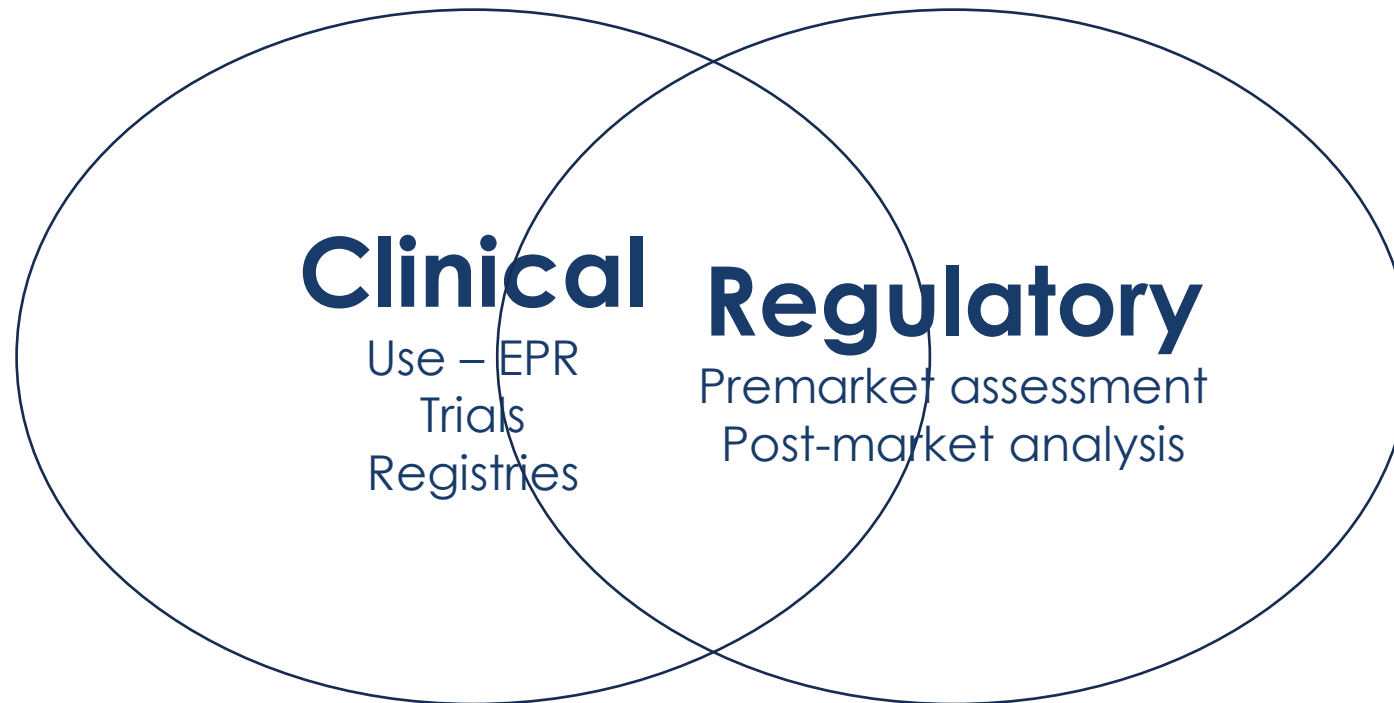 Clinical
Use – EPR
Trials
Registries
Regulatory
Premarket assessment
Post-market analysis